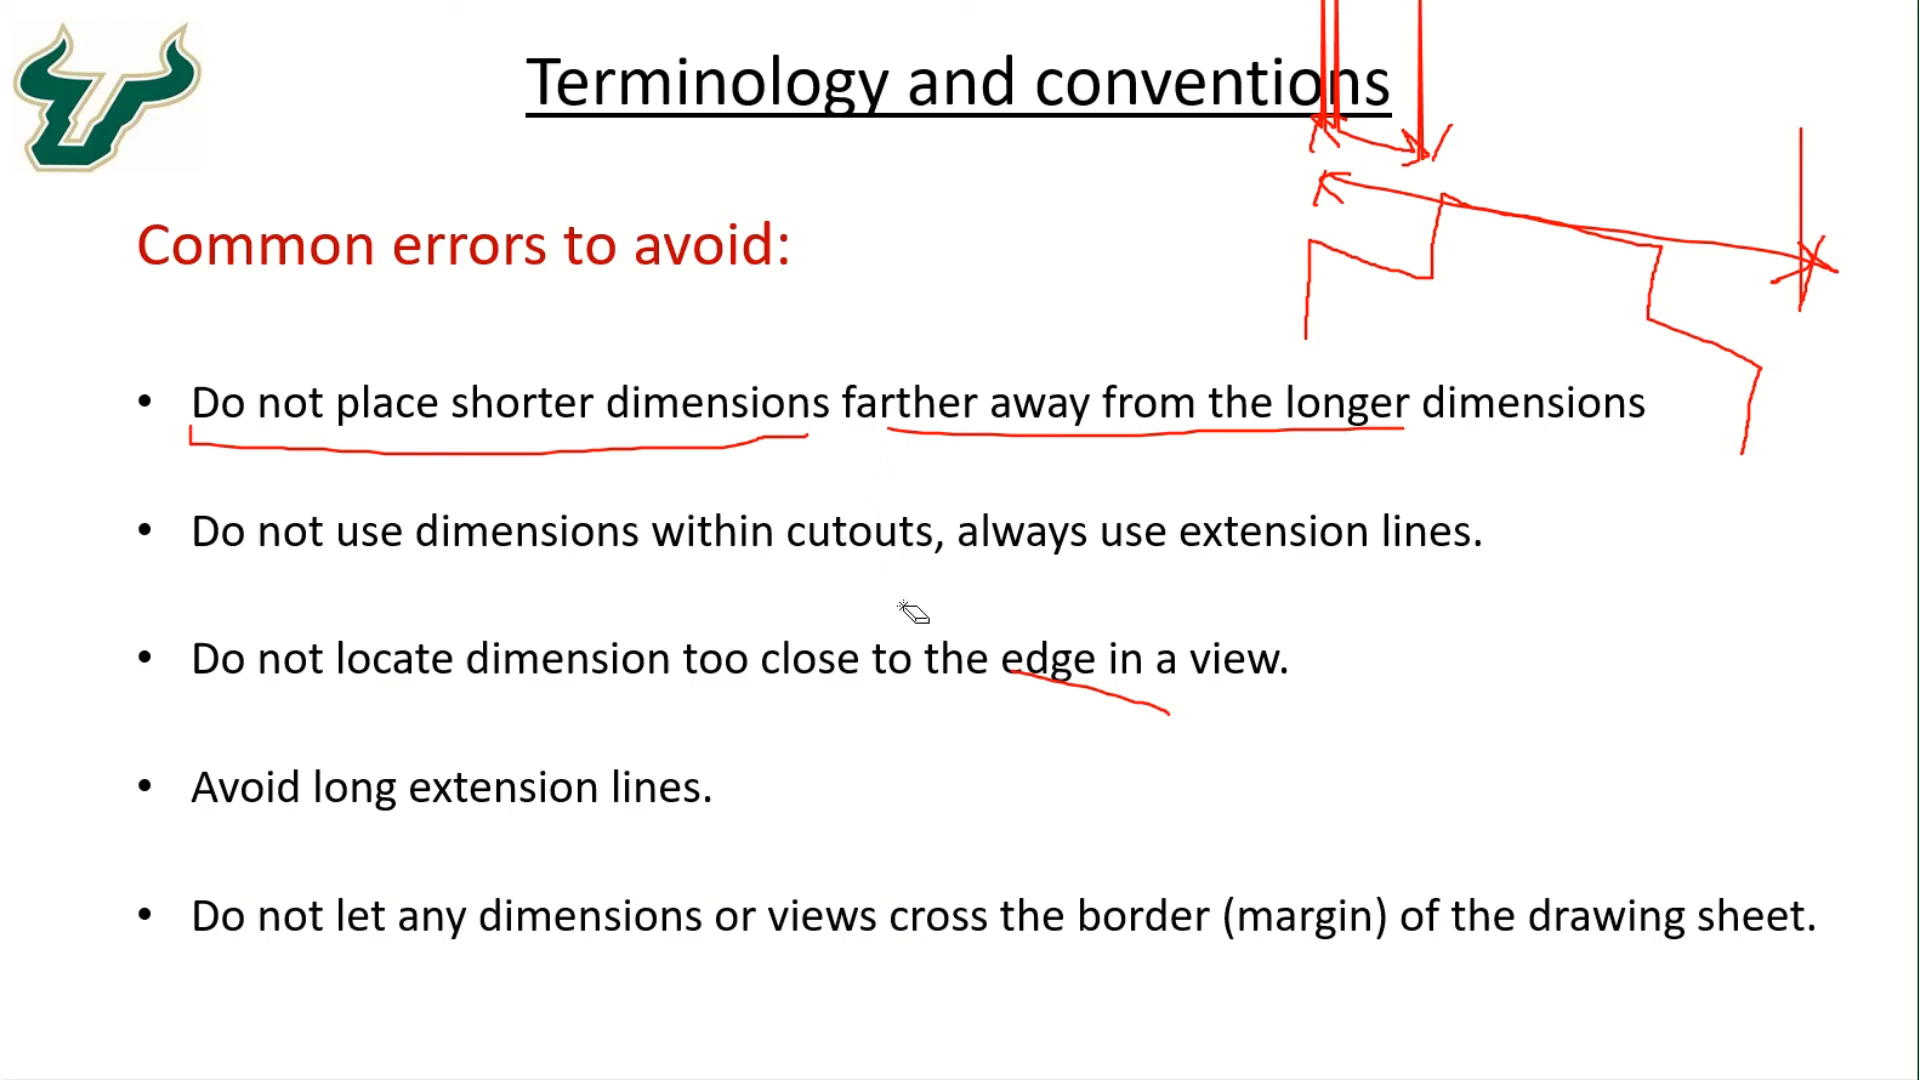 Terminology and conventions
Common errors to avoid:
• Do not place shorter dimensions farther away from the longer dimensions
• Do not use dimensions within cutouts, always use extension lines.
• Do not locate dimension too close to the edge in a view.
• Avoid long extension lines.
• Do not let any dimensions or views cross the border (margin) of the drawing sheet.